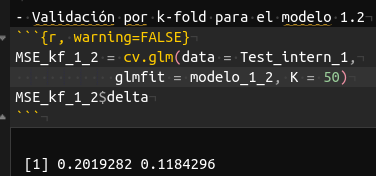 - Validación por k-fold para el modelo 1.2
```{r, warning=FALSE}
MSE_kf_1_2 = cv.glm(data = Test_intern_1,
glmfit = modelo_1_2, K = 50)
MSE_kf_1_2$delta
```
[1] 0.2019282 0.1184296